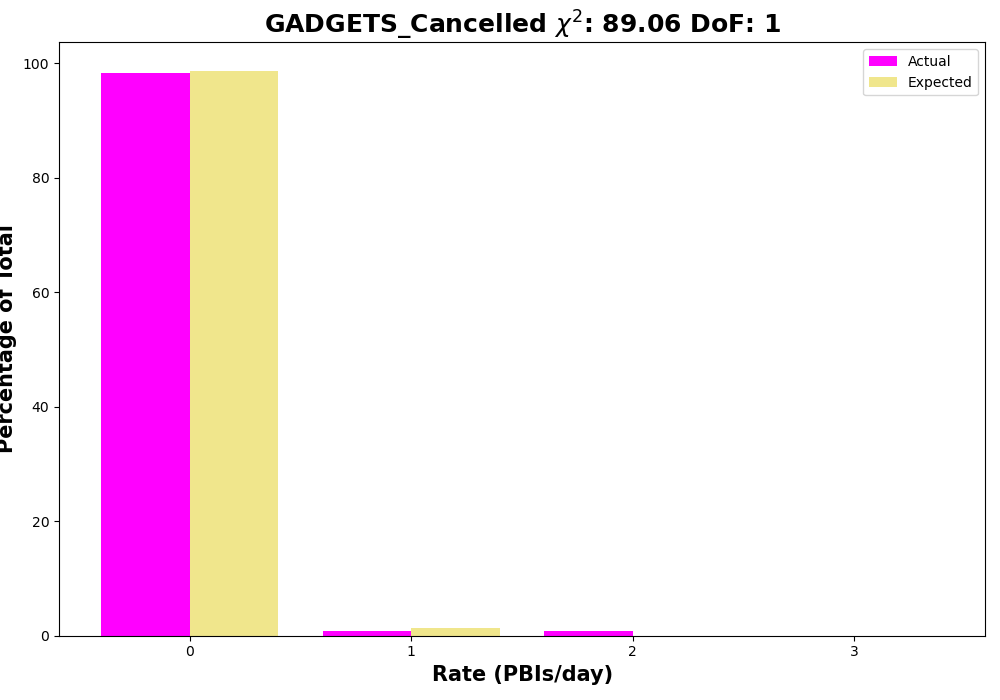 GADGETS_Cancelled χ²: 89.06 DoF: 1
Actual
Expected
100
80
60
40
20
0
Percentage of Total
0 1 2 3
Rate (PBIs/day)